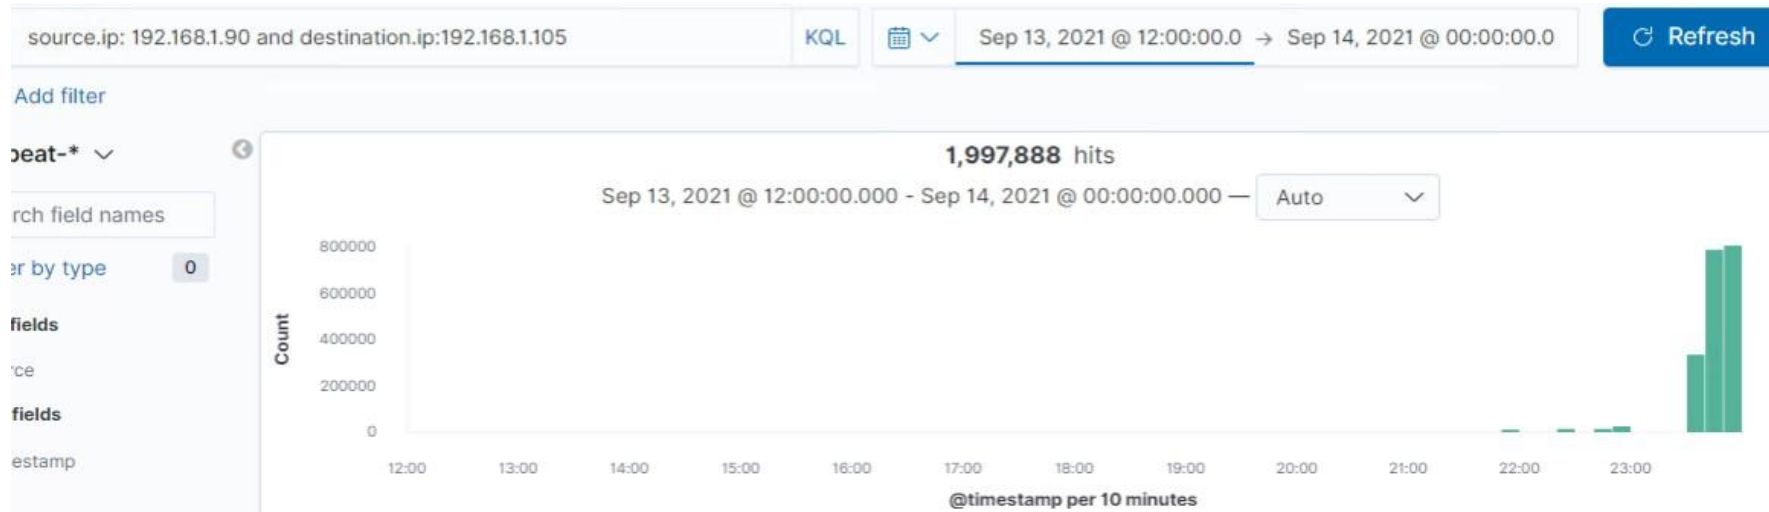 source.ip: 192.168.1.90 and destination.ip:192.168.1.105 KQL Sep 13, 2021 @ 12:00:00.0 → Sep 14, 2021 @ 00:00:00.0 Refresh
Add filter
beat-*
1,997,888 hits
Sep 13, 2021 @ 12:00:00.000 - Sep 14, 2021 @ 00:00:00.000 — Auto
rch field names
er by type 0
fields
rce
fields
estamp
Count
800000
600000
400000
200000
0
12:00 13:00 14:00 15:00 16:00 17:00 18:00 19:00 20:00 21:00 22:00 23:00
@timestamp per 10 minutes